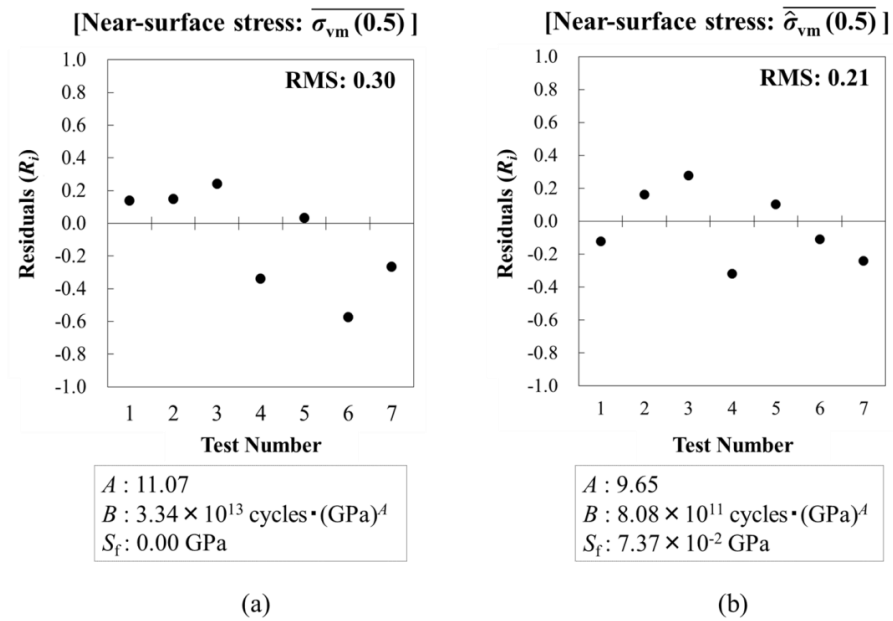 [Near-surface stress: σvm (0.5) ]
RMS: 0.30
Residuals (Ri)
1.0
0.8
0.6
0.4
0.2
0.0
-0.2
-0.4
-0.6
-0.8
-1.0
1 2 3 4 5 6 7
Test Number
A : 11.07
B : 3.34 × 10¹³ cycles·(GPa)ᴬ
Sf : 0.00 GPa
(a)
[Near-surface stress: σ̂vm (0.5) ]
RMS: 0.21
Residuals (Ri)
1.0
0.8
0.6
0.4
0.2
0.0
-0.2
-0.4
-0.6
-0.8
-1.0
1 2 3 4 5 6 7
Test Number
A : 9.65
B : 8.08 × 10¹¹ cycles·(GPa)ᴬ
Sf : 7.37 × 10⁻² GPa
(b)